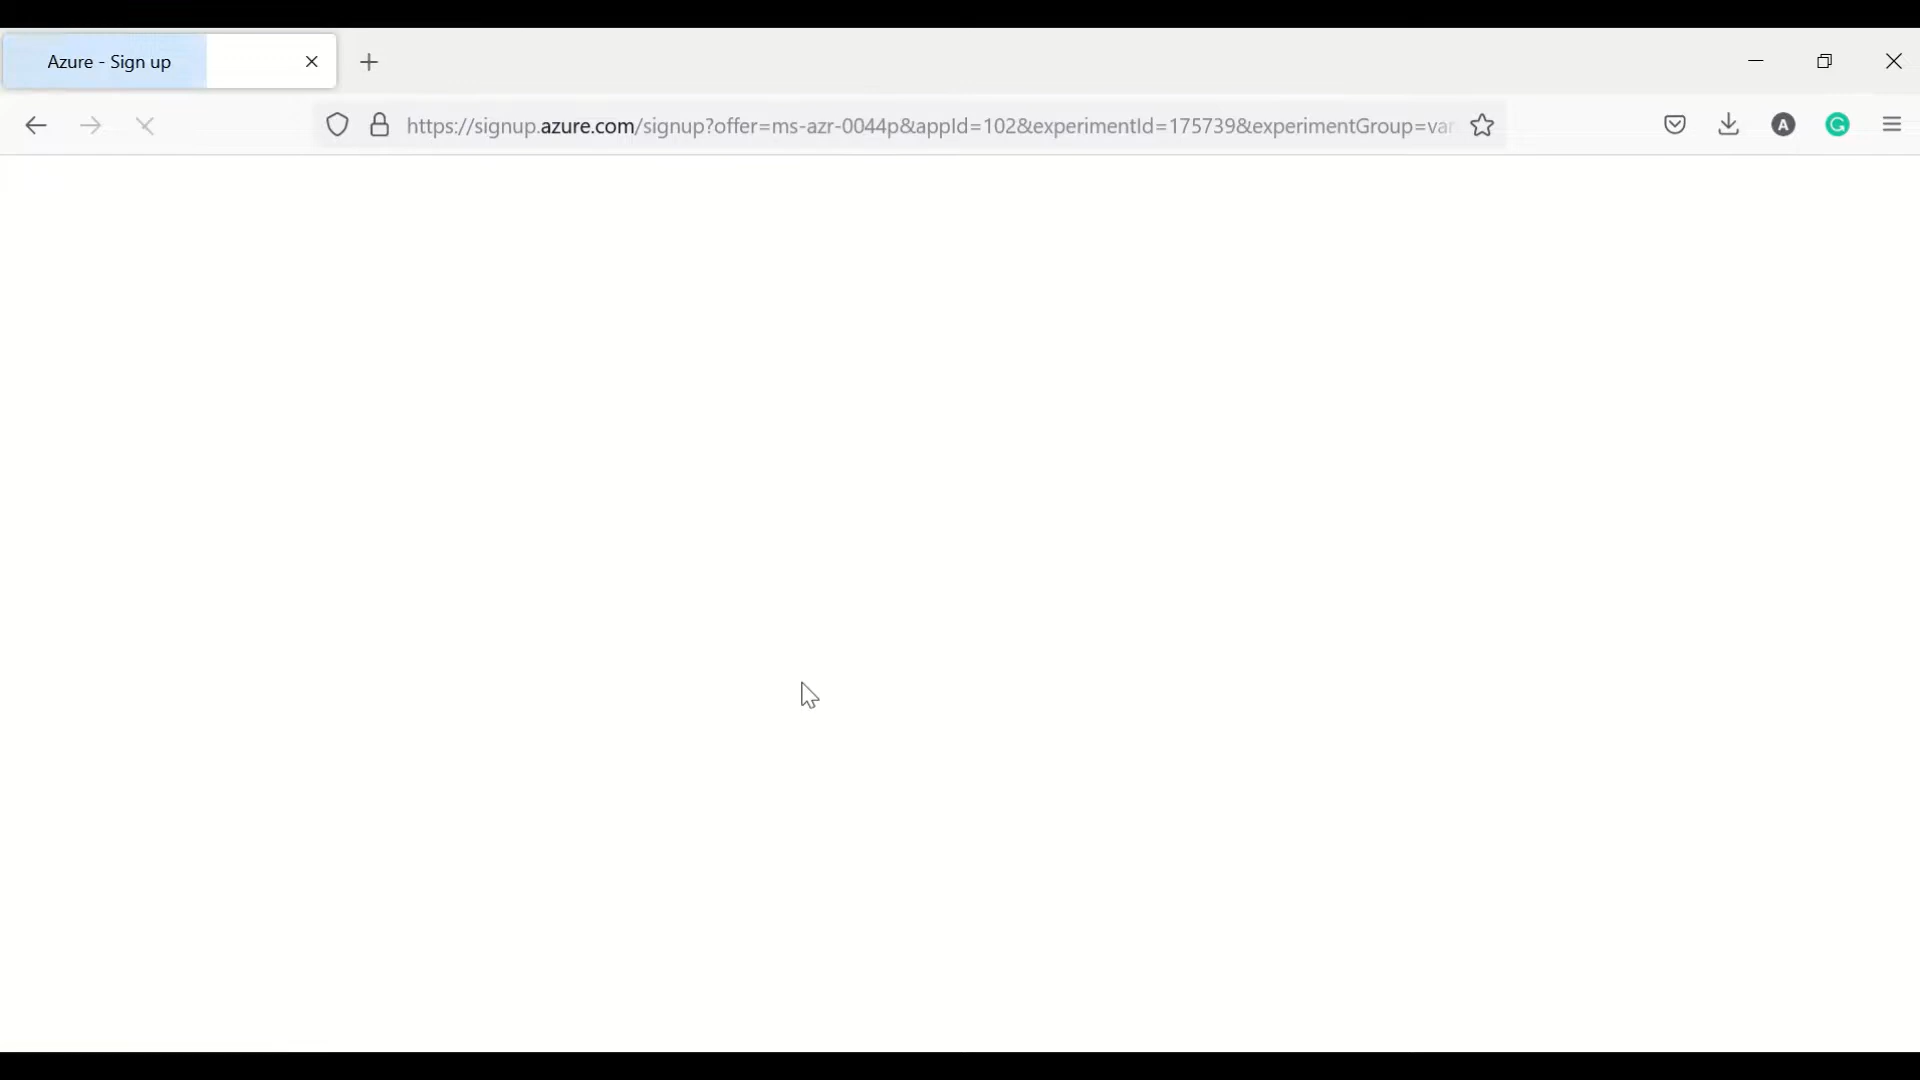 Azure - Sign up
https://signup.azure.com/signup?offer=ms-azr-0044p&appId=102&experimentId=175739&experimentGroup=var
A
G